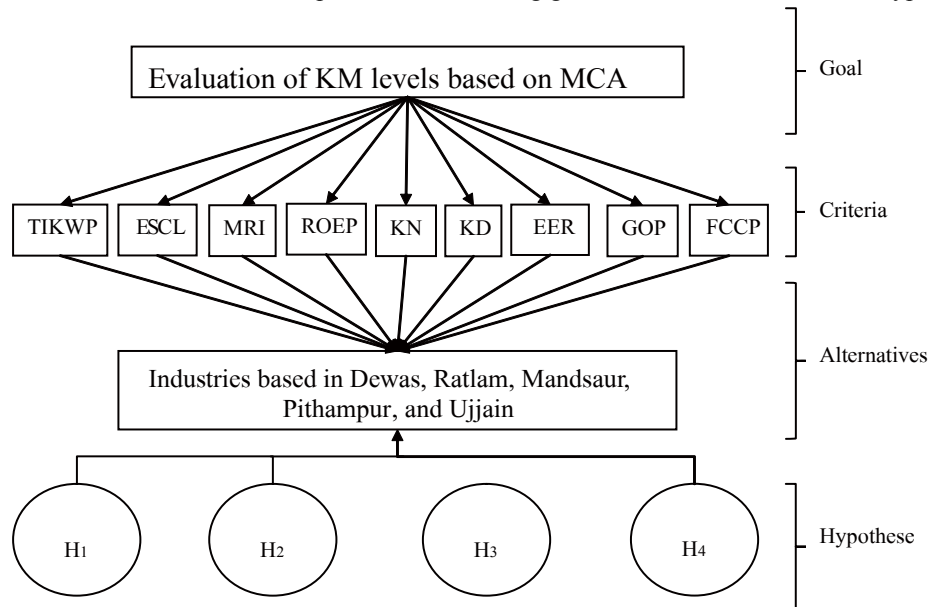 Goal
Evaluation of KM levels based on MCA
TIKWP ESCL MRI ROEP KN KD EER GOP FCCP
Criteria
Industries based in Dewas, Ratlam, Mandsaur,
Pithampur, and Ujjain
Alternatives
H1 H2 H3 H4
Hypothese